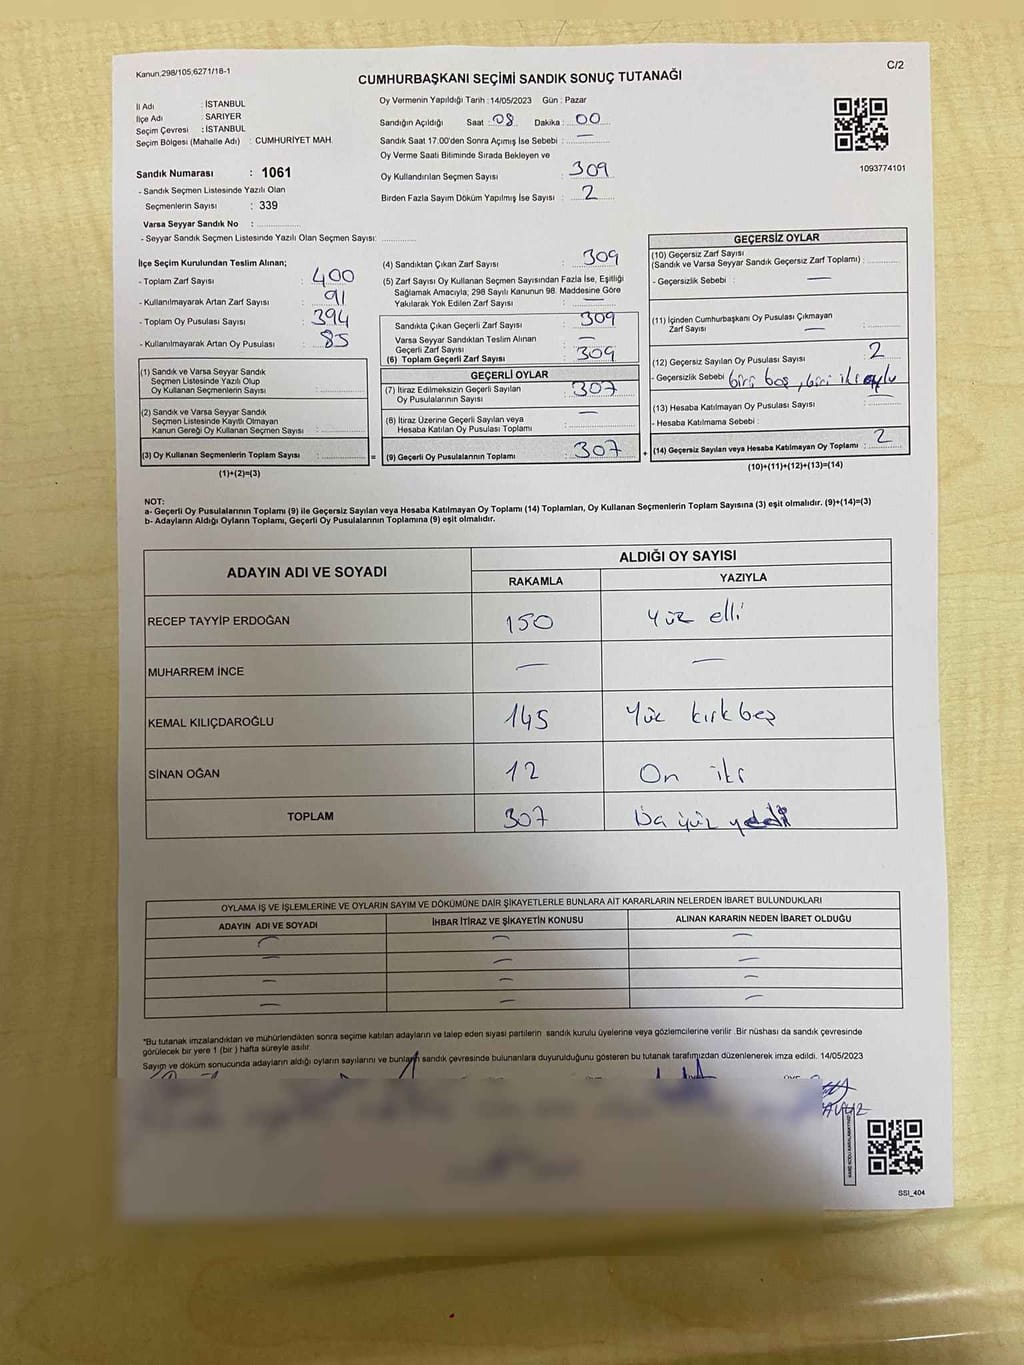 Kanun,298/105;6271/18-1
C/2
CUMHURBAŞKANI SEÇİMİ SANDIK SONUÇ TUTANAĞI
İl Adı : İSTANBUL
İlçe Adı : SARIYER
Seçim Çevresi : İSTANBUL
Seçim Bölgesi (Mahalle Adı) : CUMHURİYET MAH.
Sandık Numarası : 1061
- Sandık Seçmen Listesinde Yazılı Olan
Seçmenlerin Sayısı : 339
Varsa Seyyar Sandık No :
- Seyyar Sandık Seçmen Listesinde Yazılı Olan Seçmen Sayısı:
Oy Vermenin Yapıldığı Tarih : 14/05/2023 Gün : Pazar
Sandığın Açıldığı Saat : 08 Dakika : 00
Sandık Saat 17:00'den Sonra Açımış İse Sebebi : —
Oy Verme Saati Bitiminde Sırada Bekleyen ve
Oy Kullandırılan Seçmen Sayısı : 309
Birden Fazla Sayım Döküm Yapılmış İse Sayısı : 2
1093774101
İlçe Seçim Kurulundan Teslim Alınan;
- Toplam Zarf Sayısı : 400
- Kullanılmayarak Artan Zarf Sayısı : 91
- Toplam Oy Pusulası Sayısı : 394
- Kullanılmayarak Artan Oy Pusulası : 85
(1) Sandık ve Varsa Seyyar Sandık
Seçmen Listesinde Yazılı Olup
Oy Kullanan Seçmenlerin Sayısı :
(2) Sandık ve Varsa Seyyar Sandık
Seçmen Listesinde Kayıtlı Olmayan
Kanun Gereği Oy Kullanan Seçmen Sayısı :
(3) Oy Kullanan Seçmenlerin Toplam Sayısı : =
(1)+(2)=(3)
(4) Sandıktan Çıkan Zarf Sayısı : 309
(5) Zarf Sayısı Oy Kullanan Seçmen Sayısından Fazla İse, Eşitliği
Sağlamak Amacıyla, 298 Sayılı Kanunun 98. Maddesine Göre
Yakılarak Yok Edilen Zarf Sayısı : —
Sandıkta Çıkan Geçerli Zarf Sayısı : 309
Varsa Seyyar Sandıktan Teslim Alınan
Geçerli Zarf Sayısı : —
(6) Toplam Geçerli Zarf Sayısı : 309
GEÇERLİ OYLAR
(7) İtiraz Edilmeksizin Geçerli Sayılan
Oy Pusulalarının Sayısı : 307
(8) İtiraz Üzerine Geçerli Sayılan veya
Hesaba Katılan Oy Pusulası Toplamı : —
(9) Geçerli Oy Pusulalarının Toplamı : 307 +
GEÇERSİZ OYLAR
(10) Geçersiz Zarf Sayısı
(Sandık ve Varsa Seyyar Sandık Geçersiz Zarf Toplamı) :
- Geçersizlik Sebebi : —
(11) İçinden Cumhurbaşkanı Oy Pusulası Çıkmayan
Zarf Sayısı : —
(12) Geçersiz Sayılan Oy Pusulası Sayısı : 2
- Geçersizlik Sebebi biri boş, biri iki oylu
(13) Hesaba Katılmayan Oy Pusulası Sayısı :
- Hesaba Katılmama Sebebi :
(14) Geçersiz Sayılan veya Hesaba Katılmayan Oy Toplamı : 2
(10)+(11)+(12)+(13)=(14)
NOT:
a- Geçerli Oy Pusulalarının Toplamı (9) ile Geçersiz Sayılan veya Hesaba Katılmayan Oy Toplamı (14) Toplamları, Oy Kullanan Seçmenlerin Toplam Sayısına (3) eşit olmalıdır. (9)+(14)=(3)
b- Adayların Aldığı Oyların Toplamı, Geçerli Oy Pusulalarının Toplamına (9) eşit olmalıdır.
ADAYIN ADI VE SOYADI ALDIĞI OY SAYISI
RAKAMLA YAZIYLA
RECEP TAYYİP ERDOĞAN 150 Yüz elli
MUHARREM İNCE — —
KEMAL KILIÇDAROĞLU 145 Yüz kırkbeş
SİNAN OĞAN 12 On iki
TOPLAM 307 yüz yedi
OYLAMA İŞ VE İŞLEMLERİNE VE OYLARIN SAYIM VE DÖKÜMÜNE DAİR ŞİKAYETLERLE BUNLARA AİT KARARLARIN NELERDEN İBARET BULUNDUKLARI
ADAYIN ADI VE SOYADI İHBAR İTİRAZ VE ŞİKAYETİN KONUSU ALINAN KARARIN NEDEN İBARET OLDUĞU
— — —
— — —
— — —
— — —
*Bu tutanak imzalandıktan ve mühürlendikten sonra seçime katılan adayların ve talep eden siyasi partilerin sandık kurulu üyelerine veya gözlemcilerine verilir. Bir nüshası da sandık çevresinde
görülecek bir yere 1 (bir) hafta süreyle asılır.
Sayım ve döküm sonucunda adayların aldığı oyların sayılarını ve bunların sandık çevresinde bulunanlara duyurulduğunu gösteren bu tutanak tarafımızdan düzenlenerek imza edildi. 14/05/2023
SSI_404